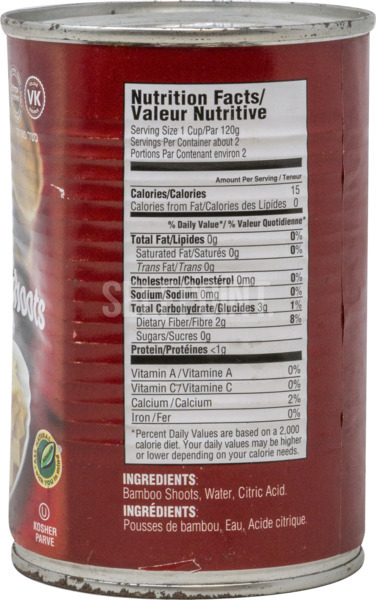 VK
Nutrition Facts/
Valeur Nutritive
Serving Size 1 Cup/Par 120g
Servings Per Container about 2
Portions Par Contenant environ 2
Amount Per Serving / Teneur
Calories/Calories 15
Calories from Fat/Calories des Lipides 0
% Daily Value*/ % Valeur Quotidienne*
Total Fat/Lipides 0g 0%
Saturated Fat/Saturés 0g 0%
Trans Fat/Trans 0g
Cholesterol/Cholestérol 0mg 0%
Sodium/Sodium 0mg 0%
Total Carbohydrate/Glucides 3g 1%
Dietary Fiber/Fibre 2g 8%
Sugars/Sucres 0g
Protein/Protéines <1g
Vitamin A/Vitamine A 0%
Vitamin C7/Vitamine C 0%
Calcium/Calcium 2%
Iron/Fer 0%
*Percent Daily Values are based on a 2,000
calorie diet. Your daily values may be higher
or lower depending on your calorie needs.
INGREDIENTS:
Bamboo Shoots, Water, Citric Acid.
INGRÉDIENTS:
Pousses de bambou, Eau, Acide citrique.
Shoots
U
KOSHER
PARVE